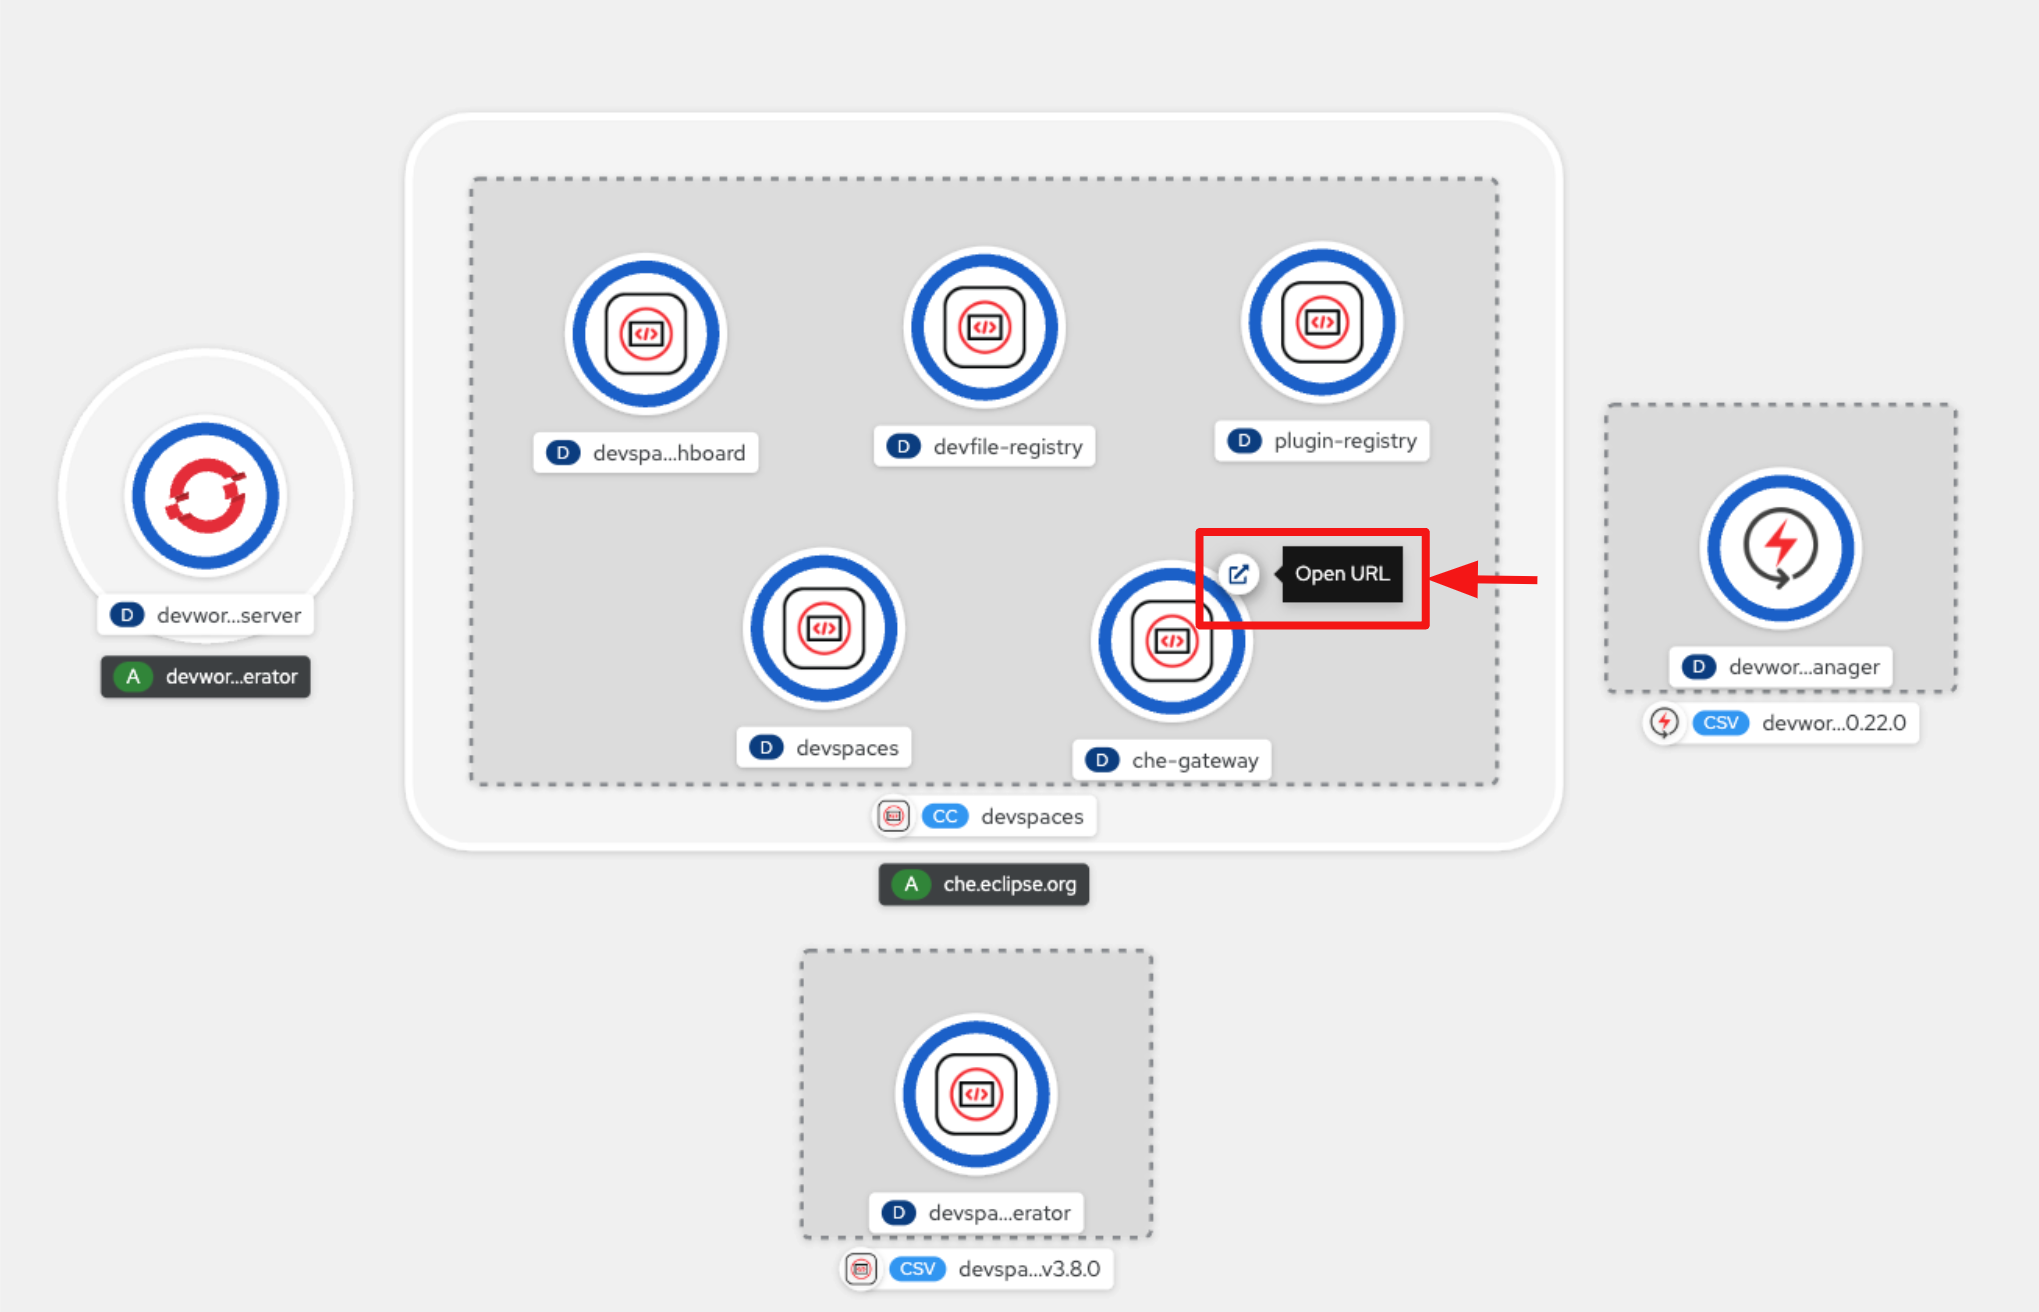 D devspa...hboard
D devfile-registry
D plugin-registry
D devwor...server
A devwor...erator
Open URL
D devspaces
D che-gateway
CC devspaces
A che.eclipse.org
D devwor...anager
CSV devwor...0.22.0
D devspa...erator
CSV devspa...v3.8.0